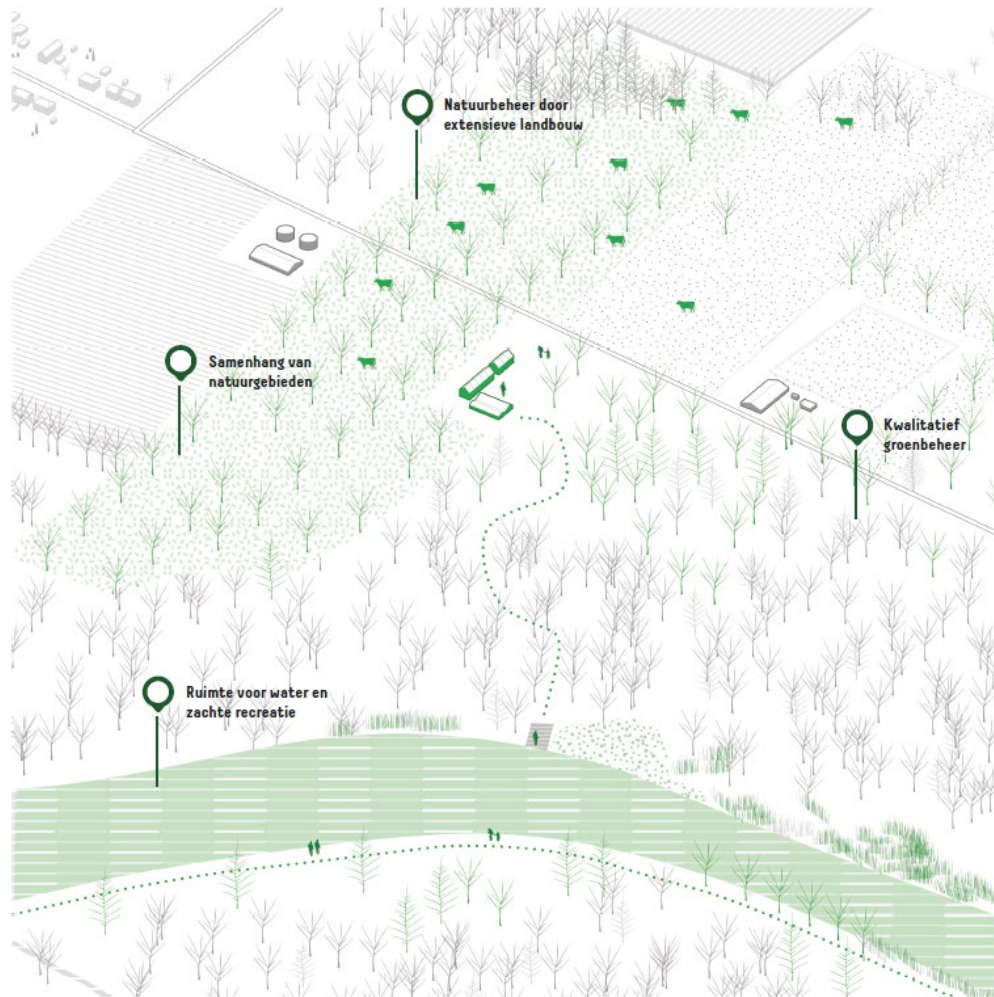 Natuurbeheer door
extensieve landbouw
Samenhang van
natuurgebieden
Kwalitatief
groenbeheer
Ruimte voor water en
zachte recreatie